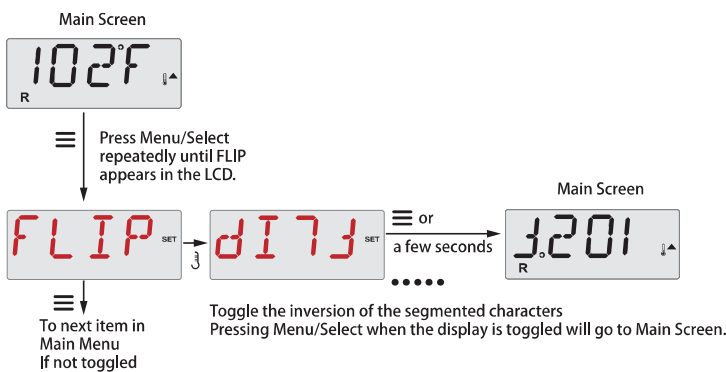 Main Screen
102°F
R
Press Menu/Select
repeatedly until FLIP
appears in the LCD.
Main Screen
FLIP SET
FLIP SET
or
a few seconds
102°F
R
To next item in
Main Menu
If not toggled
Toggle the inversion of the segmented characters
Pressing Menu/Select when the display is toggled will go to Main Screen.